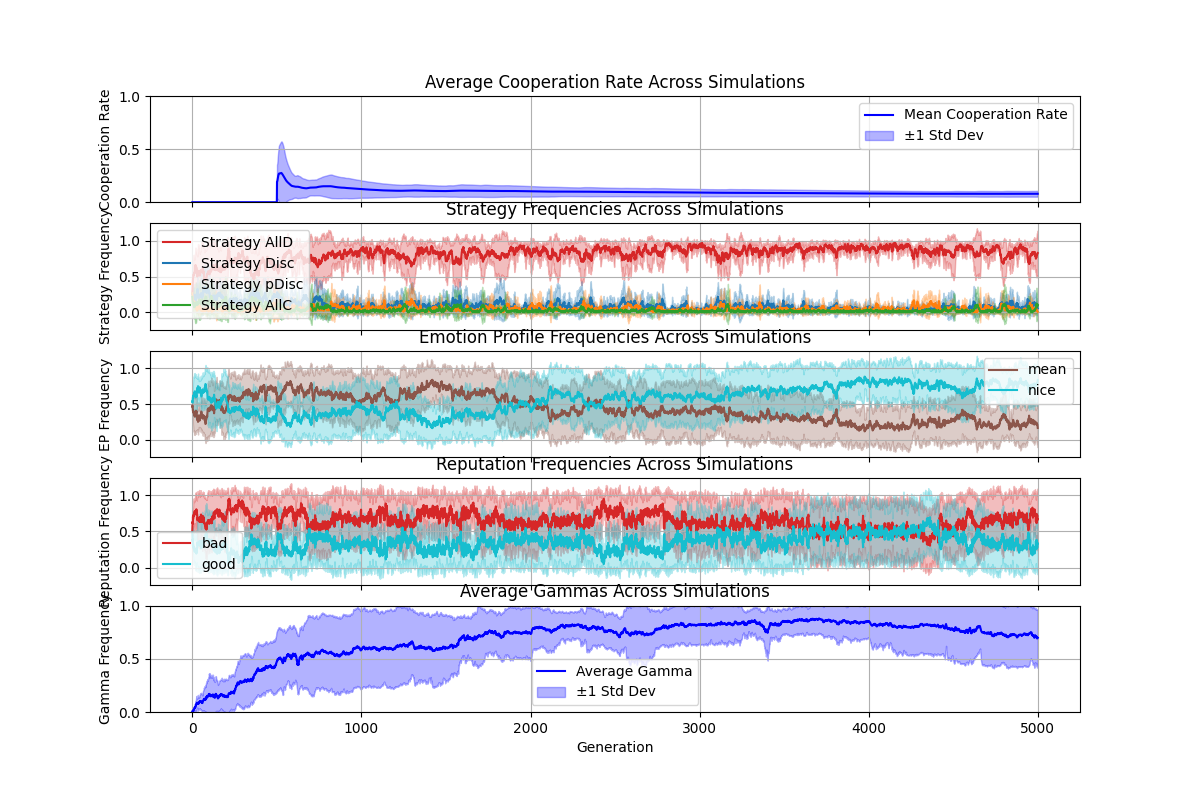 Average Cooperation Rate Across Simulations
Cooperation Rate
1.0
0.5
0.0
Mean Cooperation Rate
±1 Std Dev
Strategy Frequencies Across Simulations
Strategy Frequency
1.0
0.5
0.0
Strategy AllD
Strategy Disc
Strategy pDisc
Strategy AllC
Emotion Profile Frequencies Across Simulations
EP Frequency
1.0
0.5
0.0
mean
nice
Reputation Frequencies Across Simulations
Reputation Frequency
1.0
0.5
0.0
bad
good
Average Gammas Across Simulations
Gamma Frequency
1.0
0.5
0.0
Average Gamma
±1 Std Dev
0 1000 2000 3000 4000 5000
Generation